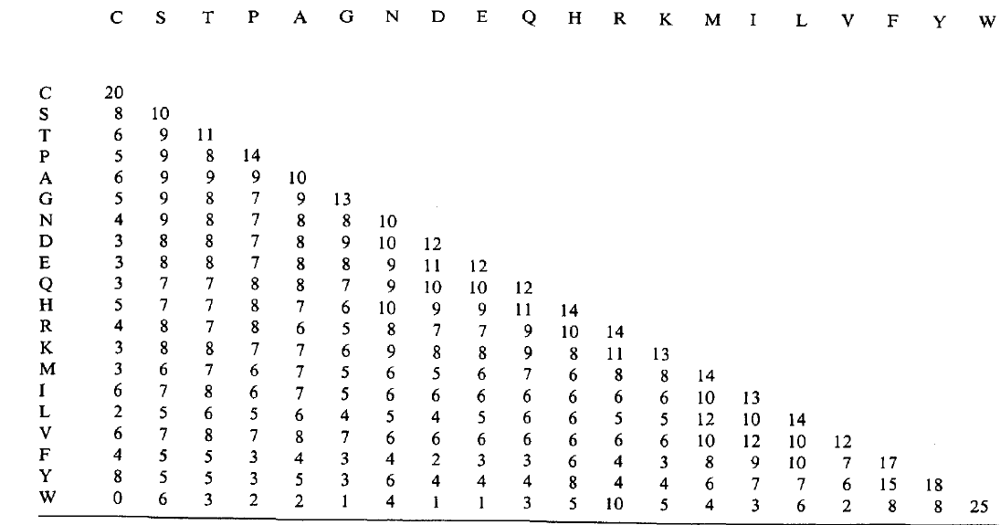 C S T P A G N D E Q H R K M I L V F Y W
C 20
S 8 10
T 6 9 11
P 5 9 8 14
A 6 9 9 9 10
G 5 9 8 7 9 13
N 4 9 8 7 8 8 10
D 3 8 8 7 8 9 10 12
E 3 8 8 7 8 8 9 11 12
Q 3 7 7 8 8 7 9 10 10 12
H 5 7 7 8 7 6 10 9 9 11 14
R 4 8 7 8 6 5 8 7 7 9 10 14
K 3 8 8 7 7 6 9 8 8 9 8 11 13
M 3 6 7 6 7 5 6 5 6 7 6 8 8 14
I 6 7 8 6 7 5 6 6 6 6 6 6 6 10 13
L 2 5 6 5 6 4 5 4 5 6 6 5 5 12 10 14
V 6 7 8 7 8 7 6 6 6 6 6 6 6 10 12 10 12
F 4 5 5 3 4 3 4 2 3 3 6 4 3 8 9 10 7 17
Y 8 5 5 3 5 3 6 4 4 4 8 4 4 6 7 7 6 15 18
W 0 6 3 2 2 1 4 1 1 3 5 10 5 4 3 6 2 8 8 25